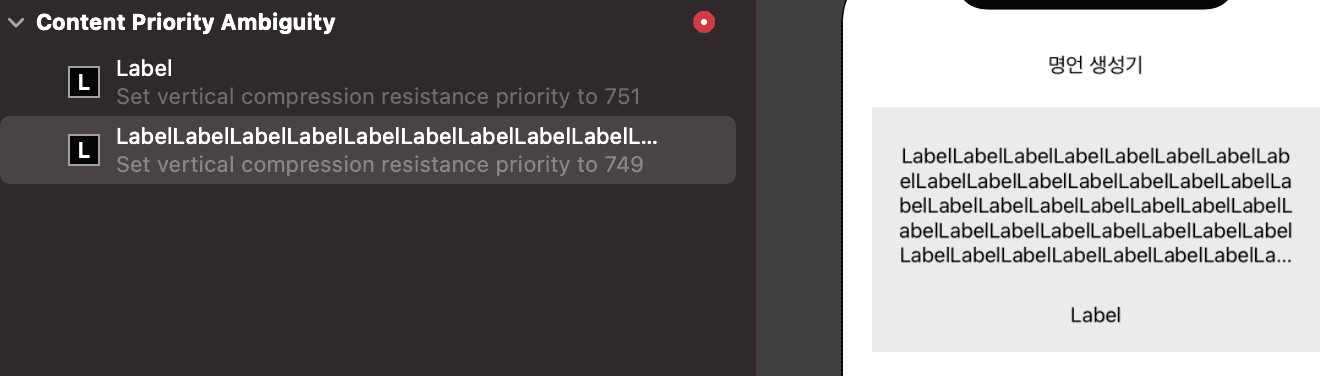 Content Priority Ambiguity
L
Label
Set vertical compression resistance priority to 751
L
LabelLabelLabelLabelLabelLabelLabelLabelLabelL...
Set vertical compression resistance priority to 749
명언 생성기
LabelLabelLabelLabelLabelLabelLabelLab
elLabelLabelLabelLabelLabelLabelLabelLa
belLabelLabelLabelLabelLabelLabelLabelL
abelLabelLabelLabelLabelLabelLabelLabel
LabelLabelLabelLabelLabelLabelLabelLa...
Label